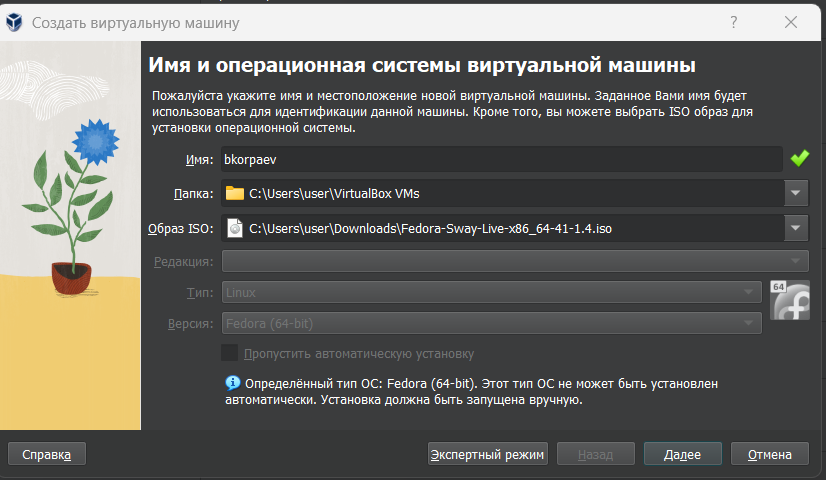 Создать виртуальную машину
?
Имя и операционная системы виртуальной машины
Пожалуйста укажите имя и местоположение новой виртуальной машины. Заданное Вами имя будет
использоваться для идентификации данной машины. Кроме того, вы можете выбрать ISO образ для
установки операционной системы.
Имя: bkorpaev
Папка: C:\Users\user\VirtualBox VMs
Образ ISO: C:\Users\user\Downloads\Fedora-Sway-Live-x86_64-41-1.4.iso
Редакция:
Тип: Linux
64
Версия: Fedora (64-bit)
Пропустить автоматическую установку
Определённый тип ОС: Fedora (64-bit). Этот тип ОС не может быть установлен
автоматически. Установка должна быть запущена вручную.
Справка Экспертный режим Назад Далее Отмена